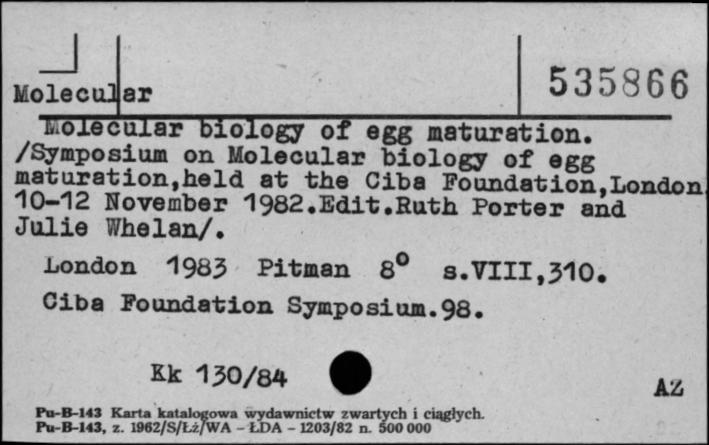 535866
Molecular
Molecular biology of egg maturation.
/Symposium on Molecular biology of egg
maturation,held at the Ciba Foundation,London
10-12 November 1982.Edit.Ruth Porter and
Julie Whelan/.
London 1983 Pitman 8° s.VIII,310.
Ciba Foundation Symposium.98.
Kk 130/84
AZ
Pu-B-143 Karta katalogowa wydawnictw zwartych i ciągłych.
Pu-B-143, z. 1962/S/Łż/WA - ŁDA - 1203/82 n. 500 000